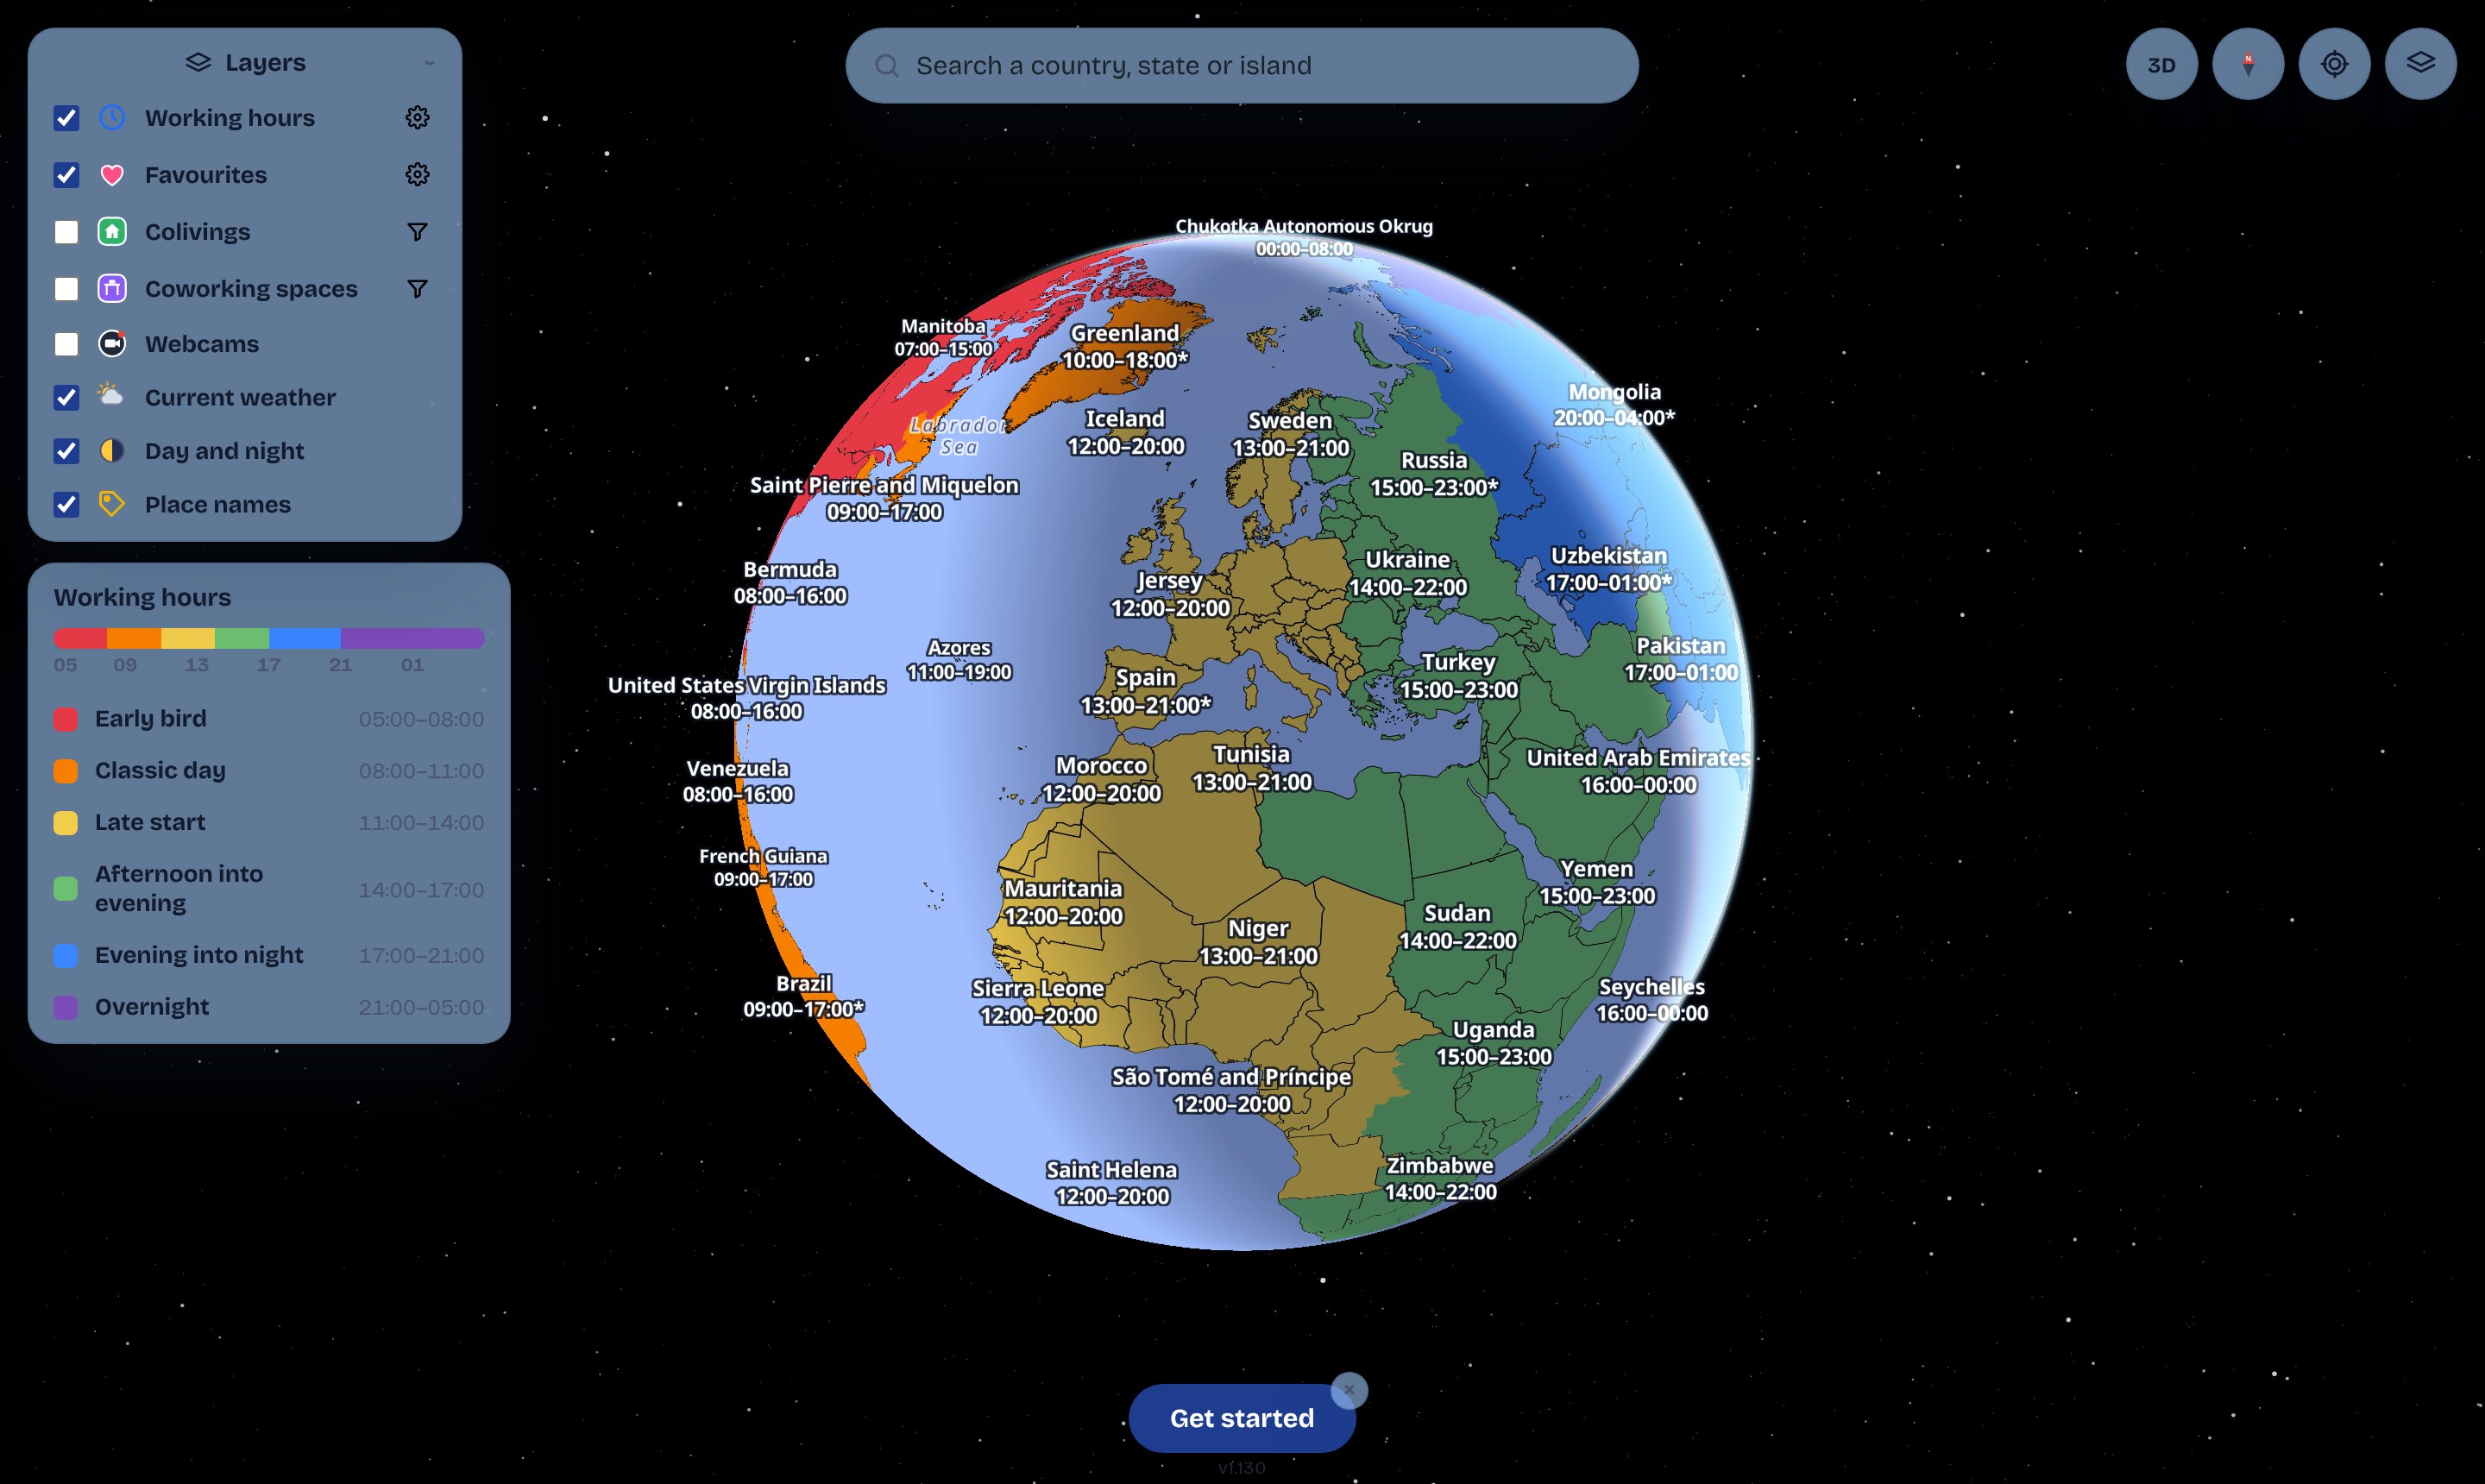 Layers
Working hours
Favourites
Colivings
Coworking spaces
Webcams
Current weather
Day and night
Place names
Working hours
05 09 13 17 21 01
Early bird 05:00–08:00
Classic day 08:00–11:00
Late start 11:00–14:00
Afternoon into
evening 14:00–17:00
Evening into night 17:00–21:00
Overnight 21:00–05:00
Search a country, state or island
3D
N
Chukotka Autonomous Okrug
00:00–08:00
Manitoba
07:00–15:00
Greenland
10:00–18:00*
Mongolia
20:00–04:00*
Iceland
12:00–20:00
Sweden
13:00–21:00
Labrador
Sea
Russia
15:00–23:00*
Saint Pierre and Miquelon
09:00–17:00
Bermuda
08:00–16:00
Jersey
12:00–20:00
Ukraine
14:00–22:00
Uzbekistan
17:00–01:00*
Azores
11:00–19:00
Pakistan
17:00–01:00
United States Virgin Islands
08:00–16:00
Spain
13:00–21:00*
Turkey
15:00–23:00
Venezuela
08:00–16:00
Morocco
12:00–20:00
Tunisia
13:00–21:00
United Arab Emirates
16:00–00:00
French Guiana
09:00–17:00
Mauritania
12:00–20:00
Yemen
15:00–23:00
Niger
13:00–21:00
Sudan
14:00–22:00
Brazil
09:00–17:00*
Sierra Leone
12:00–20:00
Seychelles
16:00–00:00
Uganda
15:00–23:00
São Tomé and Príncipe
12:00–20:00
Saint Helena
12:00–20:00
Zimbabwe
14:00–22:00
Get started
v1.130